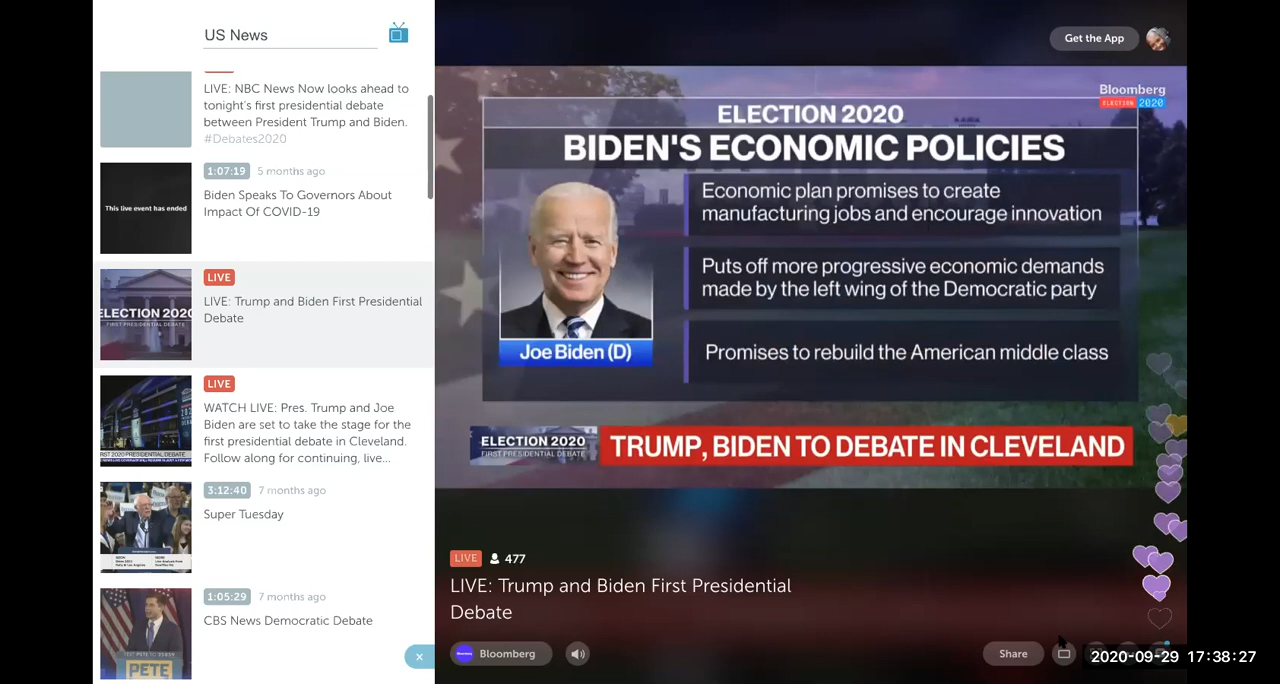 US News
LIVE: NBC News Now looks ahead to
tonight's first presidential debate
between President Trump and Biden.
#Debates2020
This live event has ended
1:07:19 5 months ago
Biden Speaks To Governors About
Impact Of COVID-19
ELECTION 2020
FIRST PRESIDENTIAL DEBATE
LIVE
LIVE: Trump and Biden First Presidential
Debate
RST 2020 PRESIDENTIAL DEBATE
LIVE
WATCH LIVE: Pres. Trump and Joe
Biden are set to take the stage for the
first presidential debate in Cleveland.
Follow along for continuing, live...
3:12:40 7 months ago
Super Tuesday
1:05:29 7 months ago
CBS News Democratic Debate
PETE
×
Get the App
Bloomberg
ELECTION 2020
ELECTION 2020
BIDEN'S ECONOMIC POLICIES
Economic plan promises to create
manufacturing jobs and encourage innovation
Puts off more progressive economic demands
made by the left wing of the Democratic party
Promises to rebuild the American middle class
Joe Biden (D)
ELECTION 2020
FIRST PRESIDENTIAL DEBATE
TRUMP, BIDEN TO DEBATE IN CLEVELAND
LIVE 477
LIVE: Trump and Biden First Presidential
Debate
Bloomberg
Share
2020-09-29 17:38:27